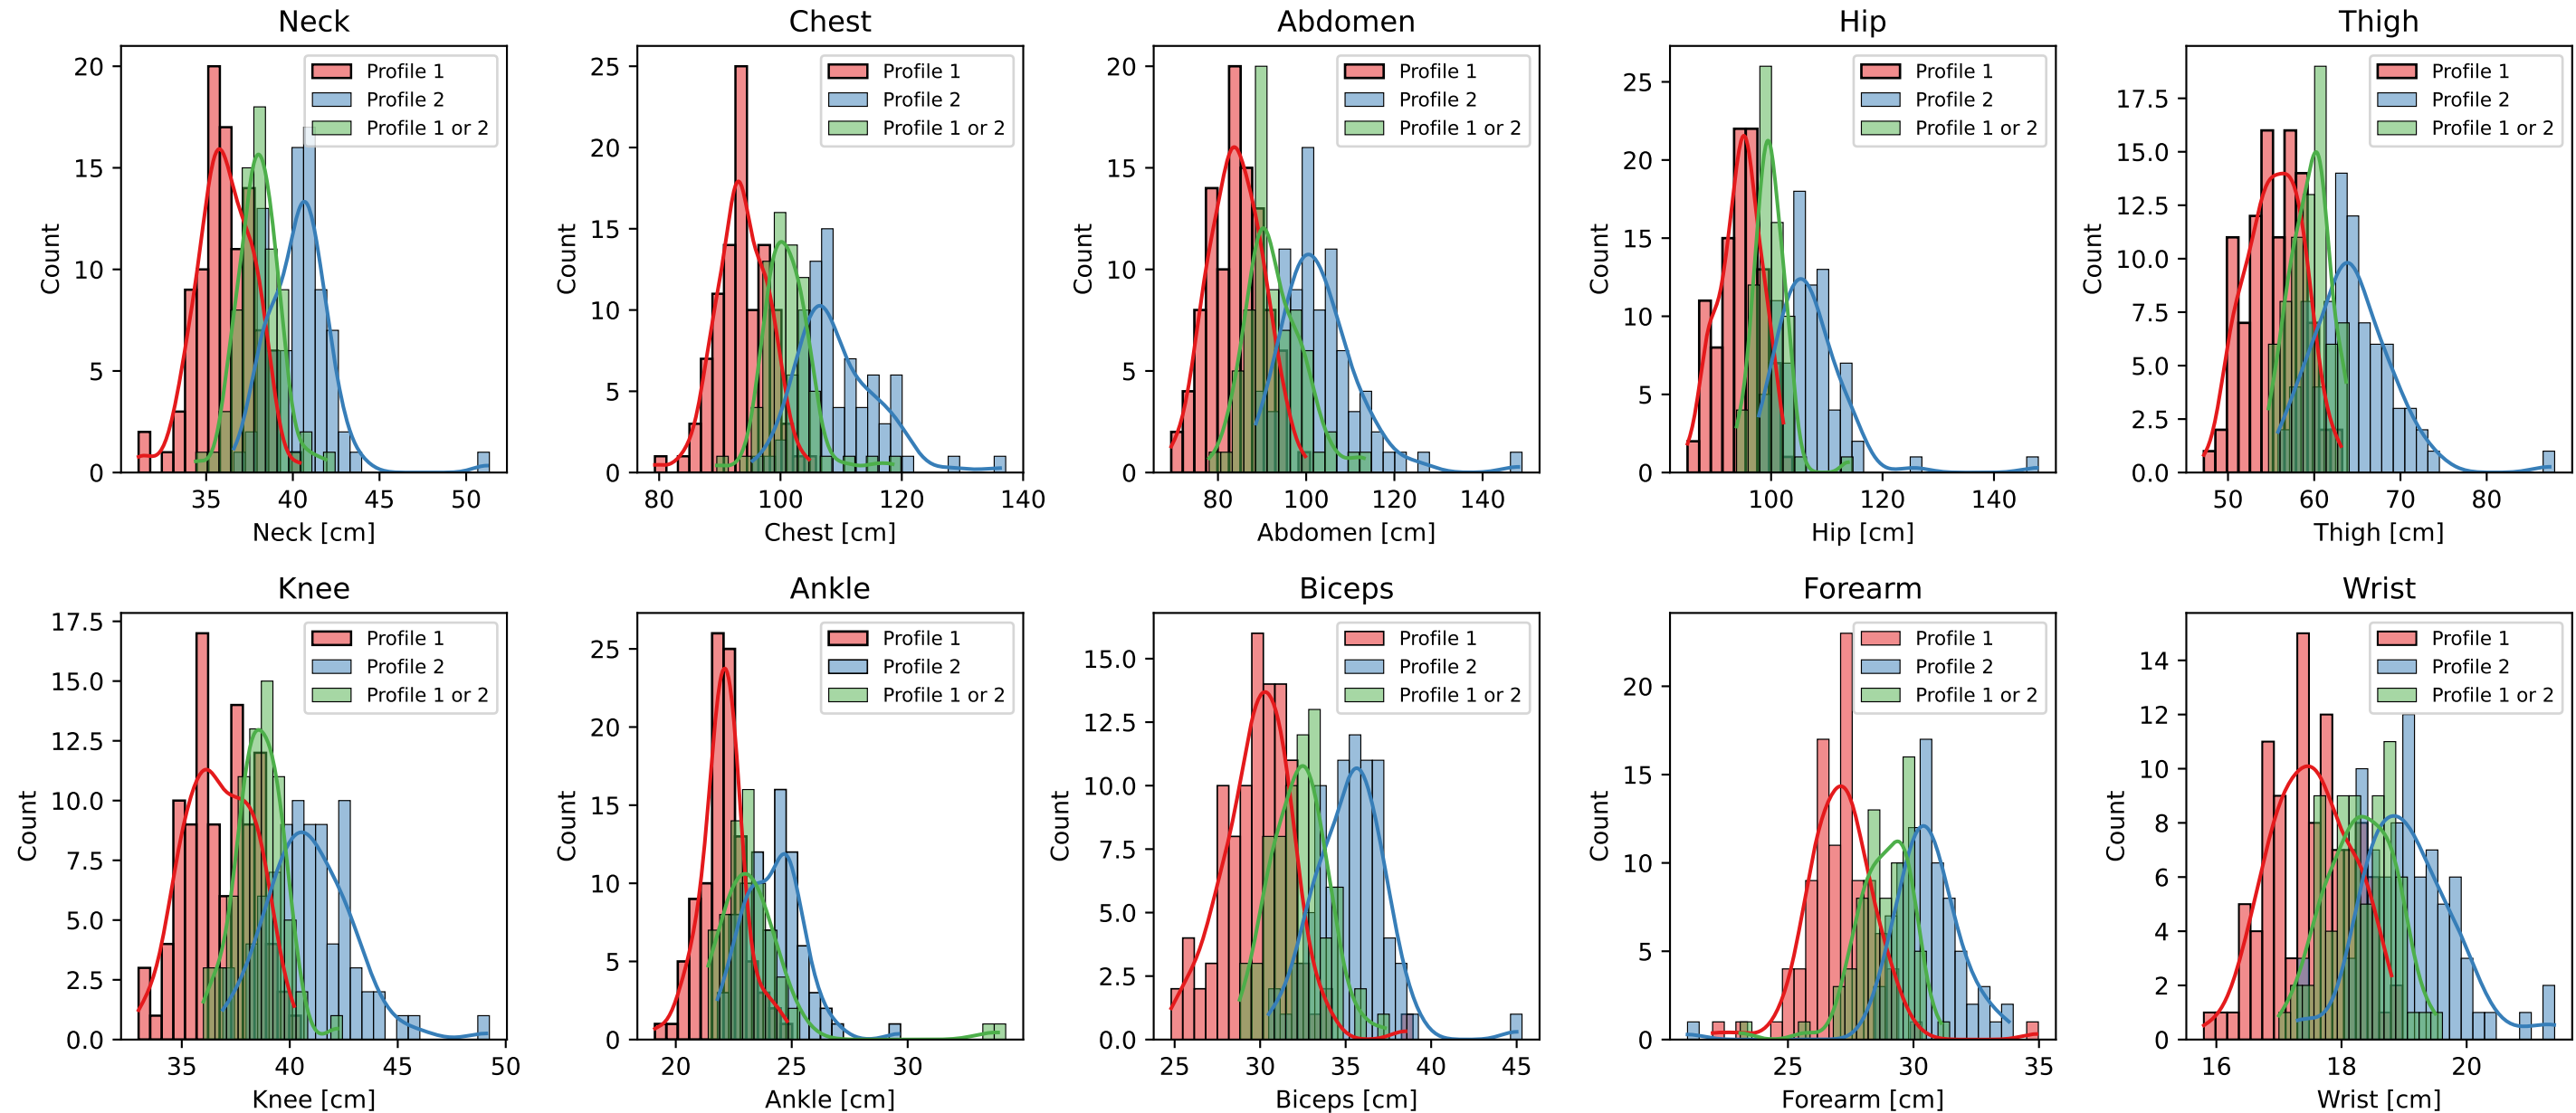 Neck
Count
20
15
10
5
0
35
40
45
50
Neck [cm]
Profile 1
Profile 2
Profile 1 or 2
Chest
Count
25
20
15
10
5
0
80
100
120
140
Chest [cm]
Profile 1
Profile 2
Profile 1 or 2
Abdomen
Count
20
15
10
5
0
80
100
120
140
Abdomen [cm]
Profile 1
Profile 2
Profile 1 or 2
Hip
Count
25
20
15
10
5
0
100
120
140
Hip [cm]
Profile 1
Profile 2
Profile 1 or 2
Thigh
Count
17.5
15.0
12.5
10.0
7.5
5.0
2.5
0.0
50
60
70
80
Thigh [cm]
Profile 1
Profile 2
Profile 1 or 2
Knee
Count
17.5
15.0
12.5
10.0
7.5
5.0
2.5
0.0
35
40
45
50
Knee [cm]
Profile 1
Profile 2
Profile 1 or 2
Ankle
Count
25
20
15
10
5
0
20
25
30
Ankle [cm]
Profile 1
Profile 2
Profile 1 or 2
Biceps
Count
15.0
12.5
10.0
7.5
5.0
2.5
0.0
25
30
35
40
45
Biceps [cm]
Profile 1
Profile 2
Profile 1 or 2
Forearm
Count
20
15
10
5
0
25
30
35
Forearm [cm]
Profile 1
Profile 2
Profile 1 or 2
Wrist
Count
14
12
10
8
6
4
2
0
16
18
20
Wrist [cm]
Profile 1
Profile 2
Profile 1 or 2